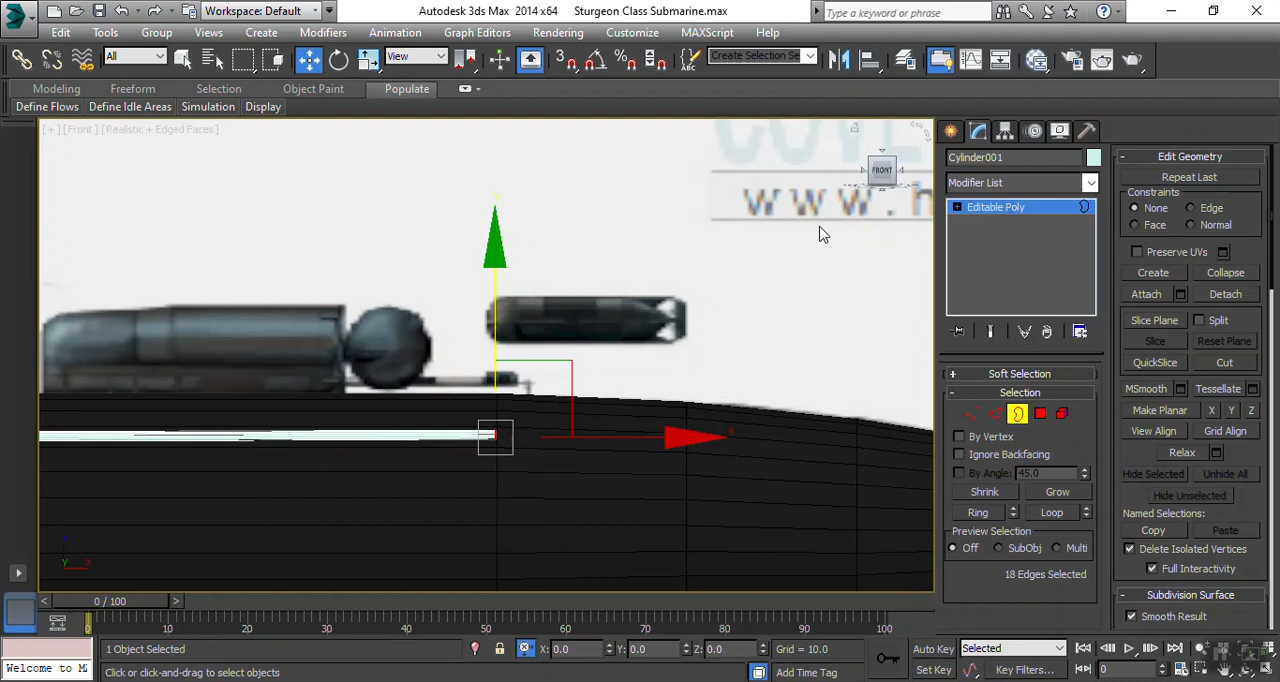 Workspace: Default
Autodesk 3ds Max 2014 x64 Sturgeon Class Submarine.max
Type a keyword or phrase
Edit Tools Group Views Create Modifiers Animation Graph Editors Rendering Customize MAXScript Help
All View 3 Create Selection Se
Modeling Freeform Selection Object Paint Populate
Define Flows Define Idle Areas Simulation Display
[ + ] [ Front ] [ Realistic + Edged Faces ]
FRONT
www.h
Cylinder001
Modifier List
Editable Poly
Soft Selection
Selection
By Vertex
Ignore Backfacing
By Angle: 45.0
Shrink Grow
Ring Loop
Preview Selection
Off SubObj Multi
18 Edges Selected
Edit Geometry
Repeat Last
Constraints
None Edge
Face Normal
Preserve UVs
Create Collapse
Attach Detach
Slice Plane Split
Slice Reset Plane
QuickSlice Cut
MSmooth Tessellate
Make Planar X Y Z
View Align Grid Align
Relax
Hide Selected Unhide All
Hide Unselected
Named Selections:
Copy Paste
Delete Isolated Vertices
Full Interactivity
Subdivision Surface
Smooth Result
0 / 100
0 10 20 30 40 50 60 70 80 90 100
1 Object Selected X: 0.0 Y: 0.0 Z: 0.0 Grid = 10.0 Auto Key Selected
Welcome to M Click or click-and-drag to select objects Add Time Tag Set Key Key Filters... 0